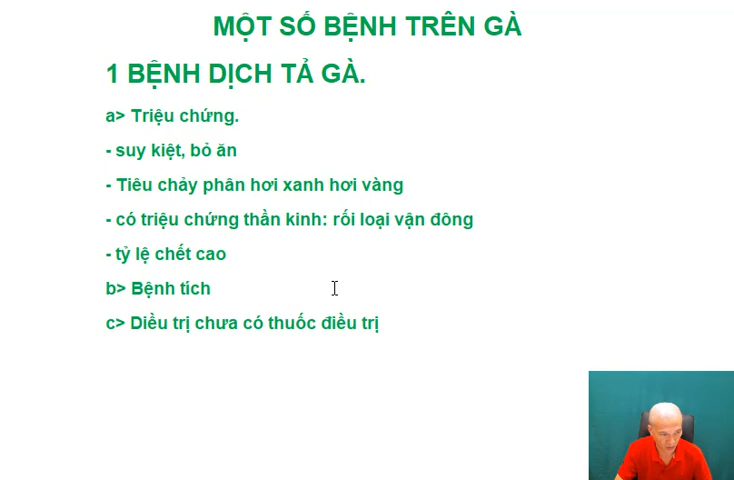 MỘT SỐ BỆNH TRÊN GÀ
1 BỆNH DỊCH TẢ GÀ.
a> Triệu chứng.
- suy kiệt, bỏ ăn
- Tiêu chảy phân hơi xanh hơi vàng
- có triệu chứng thần kinh: rối loại vận đông
- tỷ lệ chết cao
b> Bệnh tích
c> Diều trị chưa có thuốc điều trị